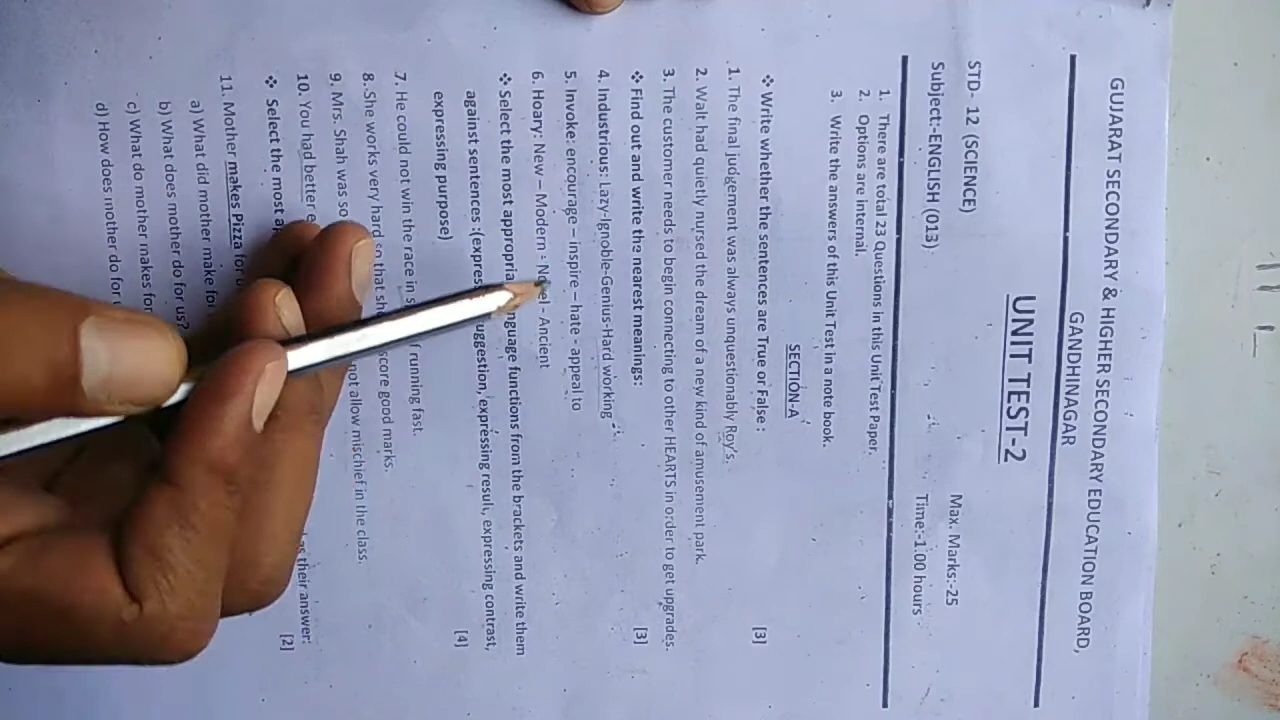 GUJARAT SECONDARY & HIGHER SECONDARY EDUCATION BOARD,
GANDHINAGAR
UNIT TEST-2
STD- 12 (SCIENCE) Max. Marks:-25
Subject:-ENGLISH (013) Time:-1.00 hours
1. There are total 23 Questions in this Unit Test Paper.
2. Options are internal.
3. Write the answers of this Unit Test in a note book.
SECTION-A
❖ Write whether the sentences are True or False : [3]
1. The final judgement was always unquestionably Roy's.
2. Walt had quietly nursed the dream of a new kind of amusement park.
3. The customer needs to begin connecting to other HEARTS in order to get upgrades.
❖ Find out and write the nearest meanings: [3]
4. Industrious: Lazy-Ignoble-Genius-Hard working
5. Invoke: encourage – inspire – hate - appeal to
6. Hoary: New – Modern - Novel - Ancient
❖ Select the most language functions from the brackets and write them
against sentences :(expressing result, expressing contrast,
expressing purpose) [4]
7. He could not win the race in of running fast.
8. She works very hard so that score good marks.
9. Mrs. Shah was so not allow mischief in the class.
10. You had better
❖ Select the most as their answer: [2]
11. Mother makes Pizza for
a) What did mother make for
b) What does mother do for us?
c) What do mother makes for
d) How does mother do for